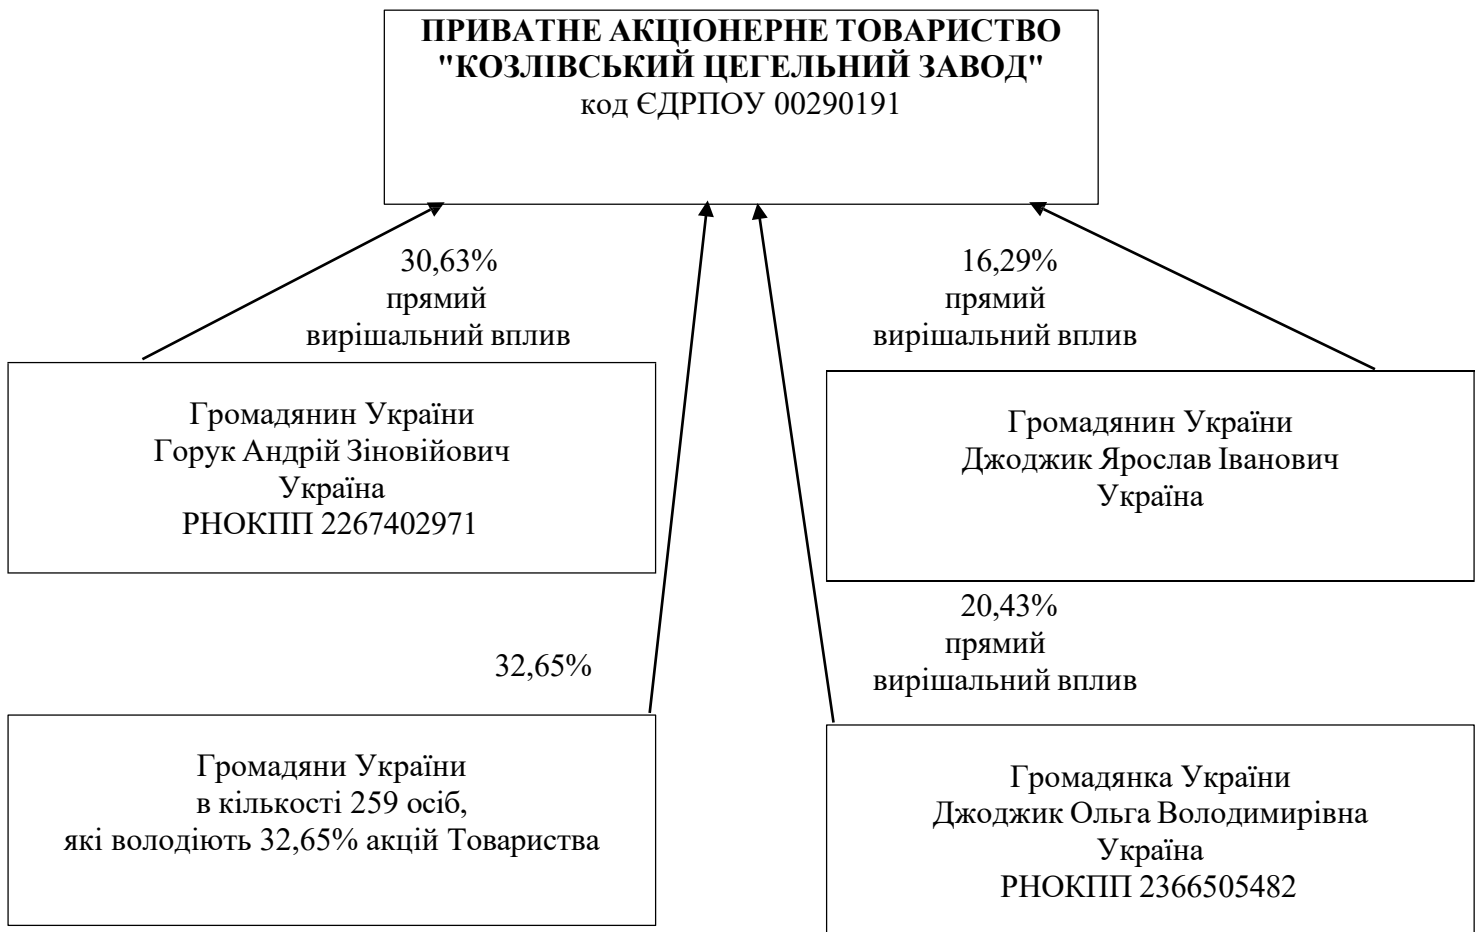 ПРИВАТНЕ АКЦІОНЕРНЕ ТОВАРИСТВО
"КОЗЛІВСЬКИЙ ЦЕГЕЛЬНИЙ ЗАВОД"
код ЄДРПОУ 00290191
30,63%
прямий
вирішальний вплив
16,29%
прямий
вирішальний вплив
Громадянин України
Горук Андрій Зіновійович
Україна
РНОКПП 2267402971
Громадянин України
Джоджик Ярослав Іванович
Україна
32,65%
20,43%
прямий
вирішальний вплив
Громадяни України
в кількості 259 осіб,
які володіють 32,65% акцій Товариства
Громадянка України
Джоджик Ольга Володимирівна
Україна
РНОКПП 2366505482